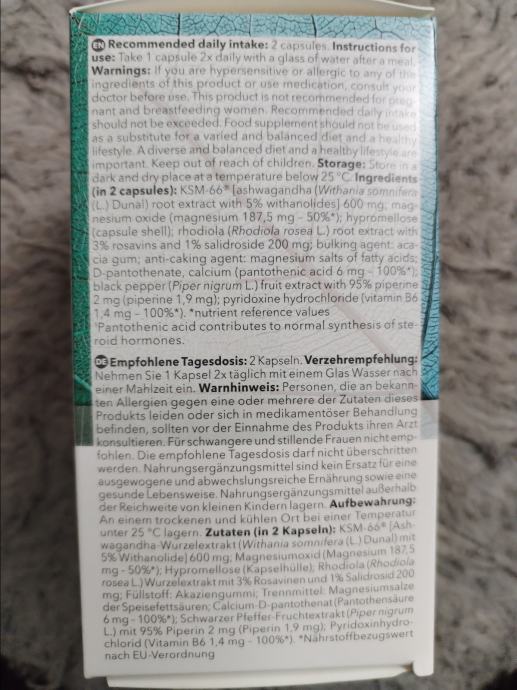 EN Recommended daily intake: 2 capsules. Instructions for
use: Take 1 capsule 2x daily with a glass of water after a meal.
Warnings: If you are hypersensitive or allergic to any of the
ingredients of this product or use medication, consult your
doctor before use. This product is not recommended for preg-
nant and breastfeeding women. Recommended daily intake
should not be exceeded. Food supplement should not be used
as a substitute for a varied and balanced diet and a healthy
lifestyle. A diverse and balanced diet and a healthy lifestyle are
important. Keep out of reach of children. Storage: Store in a
dark and dry place at a temperature below 25 °C. Ingredients
(in 2 capsules): KSM-66® [ashwagandha (Withania somnifera
(L.) Dunal) root extract with 5% withanolides] 600 mg; mag-
nesium oxide (magnesium 187,5 mg - 50%*); hypromellose
(capsule shell); rhodiola (Rhodiola rosea L.) root extract with
3% rosavins and 1% salidroside 200 mg; bulking agent: aca-
cia gum; anti-caking agent: magnesium salts of fatty acids;
D-pantothenate, calcium (pantothenic acid 6 mg - 100%*);
black pepper (Piper nigrum L.) fruit extract with 95% piperine
2 mg (piperine 1,9 mg); pyridoxine hydrochloride (vitamin B6
1,4 mg - 100%*). *nutrient reference values
Pantothenic acid contributes to normal synthesis of ste-
roid hormones.
DE Empfohlene Tagesdosis: 2 Kapseln. Verzehrempfehlung:
Nehmen Sie 1 Kapsel 2x täglich mit einem Glas Wasser nach
einer Mahlzeit ein. Warnhinweis: Personen, die an bekann-
ten Allergien gegen eine oder mehrere der Zutaten dieses
Produkts leiden oder sich in medikamentöser Behandlung
befinden, sollten vor der Einnahme des Produkts ihren Arzt
konsultieren. Für schwangere und stillende Frauen nicht emp-
fohlen. Die empfohlene Tagesdosis darf nicht überschritten
werden. Nahrungsergänzungsmittel sind kein Ersatz für eine
ausgewogene und abwechslungsreiche Ernährung sowie eine
gesunde Lebensweise. Nahrungsergänzungsmittel außerhalb
der Reichweite von kleinen Kindern lagern. Aufbewahrung:
An einem trockenen und kühlen Ort bei einer Temperatur
unter 25 °C lagern. Zutaten (in 2 Kapseln): KSM-66® [Ash-
wagandha-Wurzelextrakt (Withania somnifera (L.) Dunal) mit
5% Withanolide] 600 mg; Magnesiumoxid (Magnesium 187,5
mg - 50%*); Hypromellose (Kapselhülle); Rhodiola (Rhodiola
rosea L.) Wurzelextrakt mit 3% Rosavinen und 1% Salidrosid 200
mg; Füllstoff: Akaziengummi; Trennmittel: Magnesiumsalze
der Speisefettsäuren; Calcium-D-pantothenat (Pantothensäure
6 mg - 100%*); Schwarzer Pfeffer-Fruchtextrakt (Piper nigrum
L.) mit 95% Piperin 2 mg (Piperin 1,9 mg); Pyridoxinhydro-
chlorid (Vitamin B6 1,4 mg - 100%*). *Nährstoffbezugswert
nach EU-Verordnung